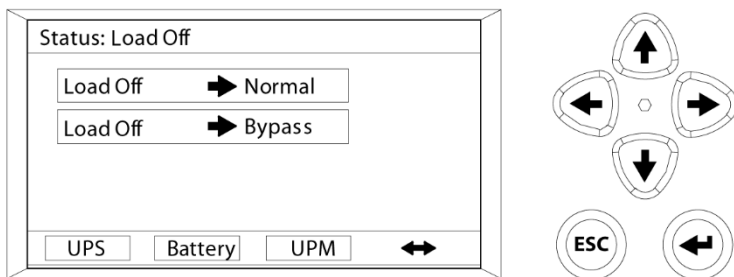 Status: Load Off
Load Off → Normal
Load Off → Bypass
UPS Battery UPM ↔
ESC